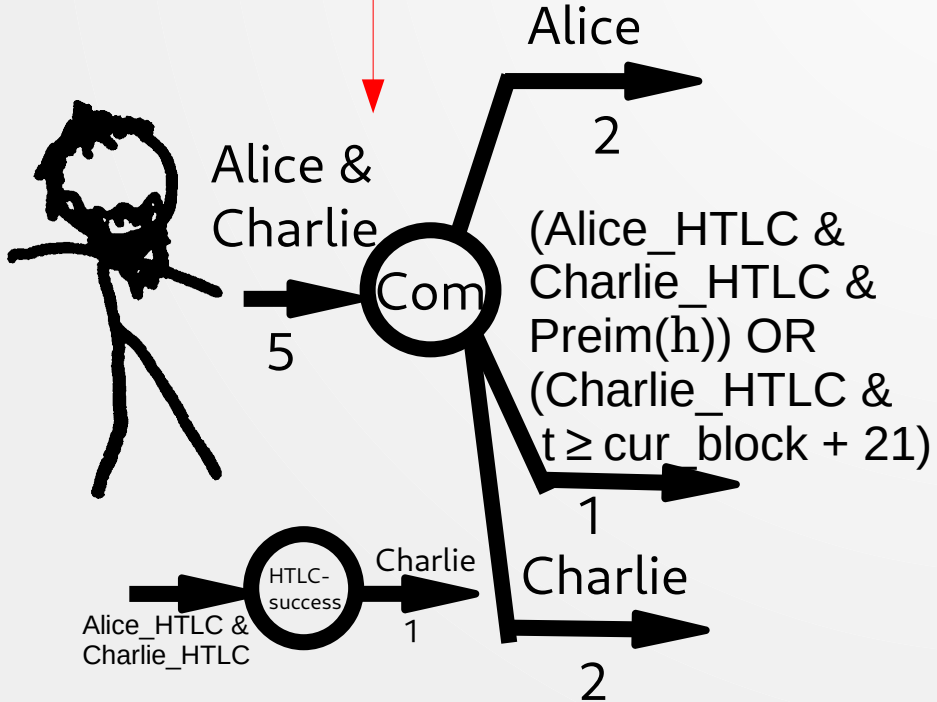 Alice
2
Alice &
Charlie
5
Com
(Alice_HTLC &
Charlie_HTLC &
Preim(h)) OR
(Charlie_HTLC &
t ≥ cur_block + 21)
1
Charlie
2
HTLC-
success
Alice_HTLC &
Charlie_HTLC
Charlie
1